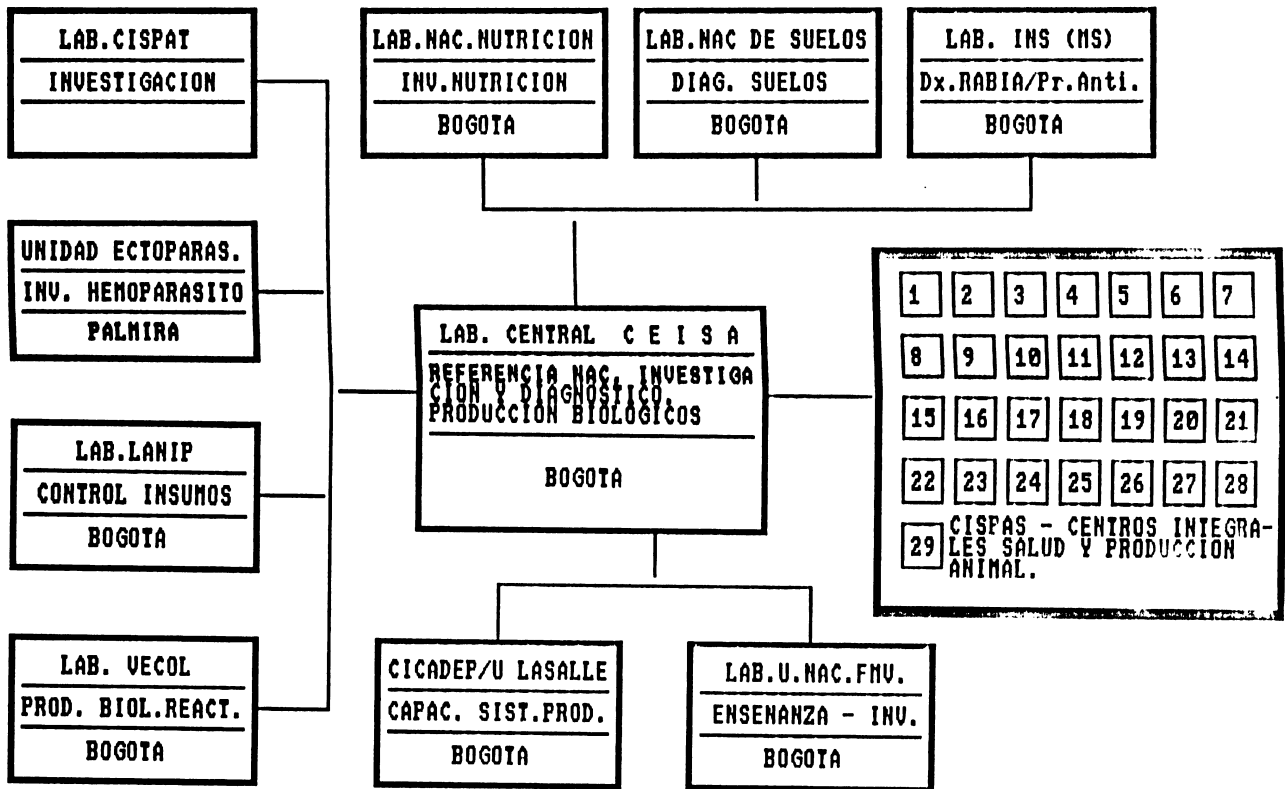 LAB.CISPAT
INVESTIGACION
LAB.NAC.NUTRICION
INV.NUTRICION
BOGOTA
LAB.NAC DE SUELOS
DIAG. SUELOS
BOGOTA
LAB. INS (MS)
Dx.RABIA/Pr.Anti.
BOGOTA
UNIDAD ECTOPARAS.
INV. HEMOPARASITO
PALMIRA
LAB. CENTRAL C E I S A
REFERENCIA NAC. INVESTIGA
CION Y DIAGNOSTICO.
PRODUCCION BIOLOGICOS
BOGOTA
1 2 3 4 5 6 7
8 9 10 11 12 13 14
15 16 17 18 19 20 21
22 23 24 25 26 27 28
29 CISPAS - CENTROS INTEGRA-
LES SALUD Y PRODUCCION
ANIMAL.
LAB.LANIP
CONTROL INSUMOS
BOGOTA
LAB. VECOL
PROD. BIOL.REACT.
BOGOTA
CICADEP/U LASALLE
CAPAC. SIST.PROD.
BOGOTA
LAB.U.NAC.FMV.
ENSENANZA - INV.
BOGOTA